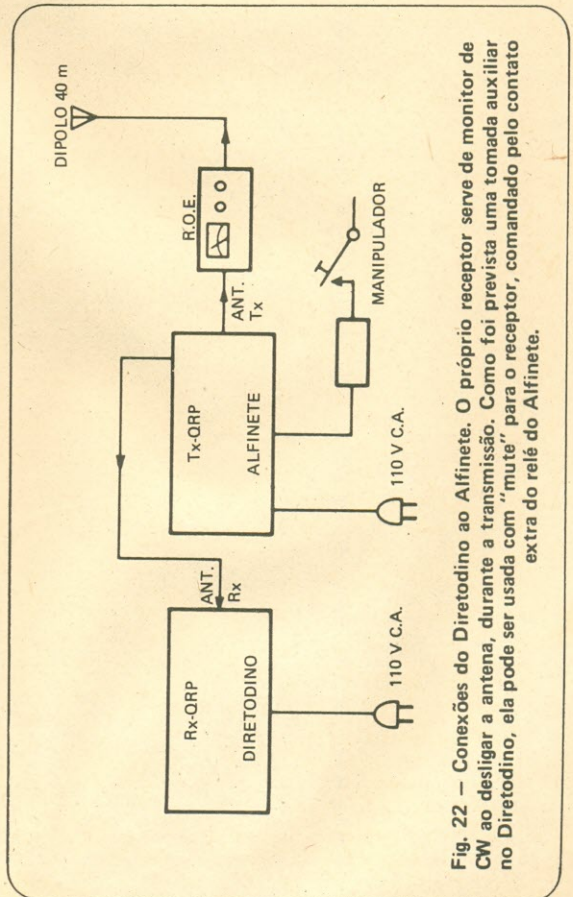 DIPOLO 40 m
R.O.E.
ANT.
Tx
Tx-QRP
ALFINETE
MANIPULADOR
110 V C.A.
ANT.
Rx
Rx-QRP
DIRETODINO
110 V C.A.
Fig. 22 — Conexões do Diretodino ao Alfinete. O próprio receptor serve de monitor de
CW ao desligar a antena, durante a transmissão. Como foi prevista uma tomada auxiliar
no Diretodino, ela pode ser usada com "mute" para o receptor, comandado pelo contato
extra do relé do Alfinete.